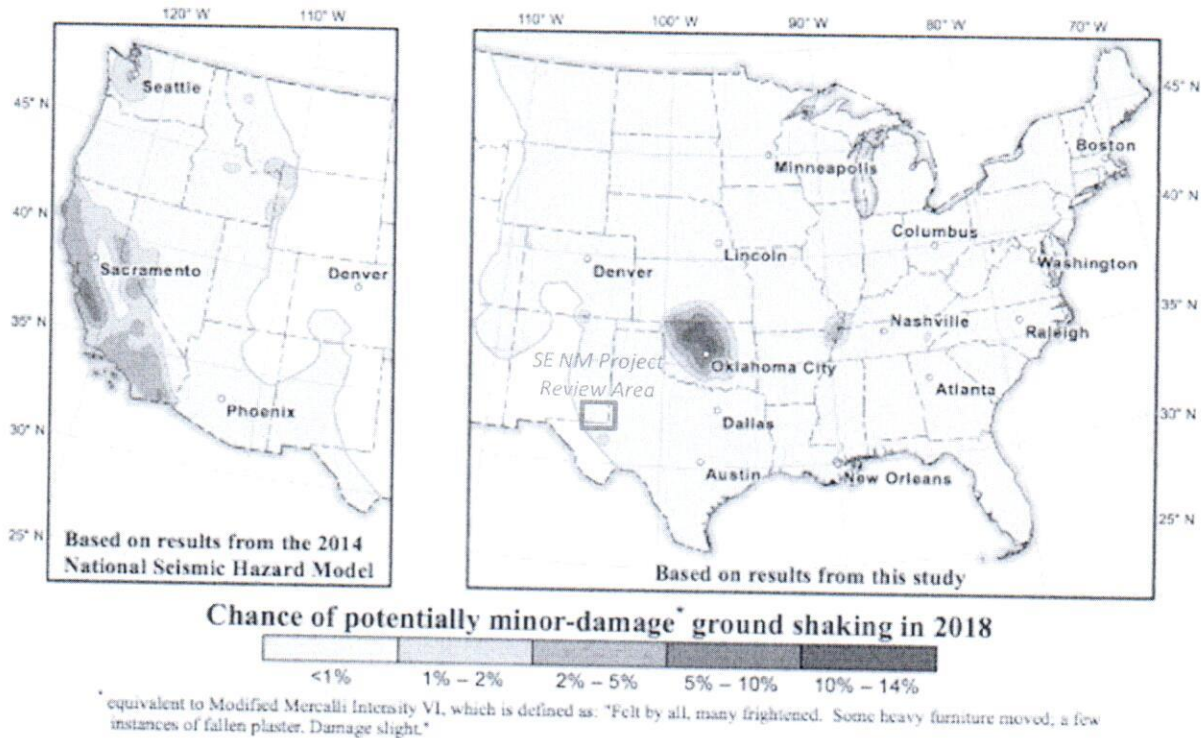 120° W 110° W
45° N
40° N
35° N
30° N
25° N
Seattle
Sacramento
Denver
Phoenix
Based on results from the 2014
National Seismic Hazard Model
110° W 100° W 90° W 80° W 70° W
45° N
40° N
35° N
30° N
25° N
Minneapolis
Boston
Columbus
Lincoln
Denver
Washington
Nashville
Raleigh
SE NM Project
Review Area
Oklahoma City
Atlanta
Dallas
Austin
New Orleans
Based on results from this study
Chance of potentially minor-damage* ground shaking in 2018
<1% 1% – 2% 2% – 5% 5% – 10% 10% – 14%
* equivalent to Modified Mercalli Intensity VI, which is defined as: "Felt by all, many frightened. Some heavy furniture moved, a few
instances of fallen plaster. Damage slight."